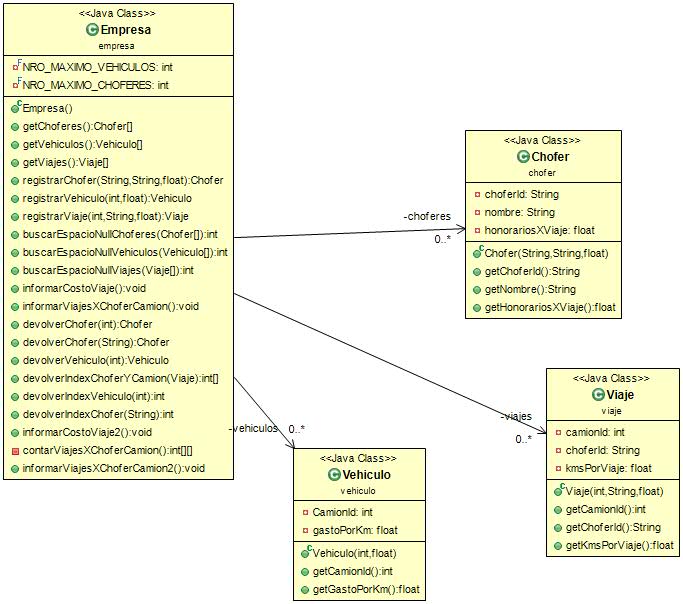 <<Java Class>>
Empresa
empresa
NRO_MAXIMO_VEHICULOS: int
NRO_MAXIMO_CHOFERES: int
Empresa()
getChoferes():Chofer[]
getVehiculos():Vehiculo[]
getViajes():Viaje[]
registrarChofer(String,String,float):Chofer
registrarVehiculo(int,float):Vehiculo
registrarViaje(int,String,float):Viaje
buscarEspacioNullChoferes(Chofer[]):int
buscarEspacioNullVehiculos(Vehiculo[]):int
buscarEspacioNullViajes(Viaje[]):int
informarCostoViaje():void
informarViajesXChoferCamion():void
devolverChofer(int):Chofer
devolverChofer(String):Chofer
devolverVehiculo(int):Vehiculo
devolverIndexChoferYCamion(Viaje):int[]
devolverIndexVehiculo(int):int
devolverIndexChofer(String):int
informarCostoViaje2():void
contarViajesXChoferCamion():int[][]
informarViajesXChoferCamion2():void
-choferes
0..*
<<Java Class>>
Chofer
chofer
choferId: String
nombre: String
honorariosXViaje: float
Chofer(String,String,float)
getChoferId():String
getNombre():String
getHonorariosXViaje():float
-viajes
0..*
<<Java Class>>
Viaje
viaje
camionId: int
choferId: String
kmsPorViaje: float
Viaje(int,String,float)
getCamionId():int
getChoferId():String
getKmsPorViaje():float
-vehiculos
0..*
<<Java Class>>
Vehiculo
vehiculo
CamionId: int
gastoPorKm: float
Vehiculo(int,float)
getCamionId():int
getGastoPorKm():float